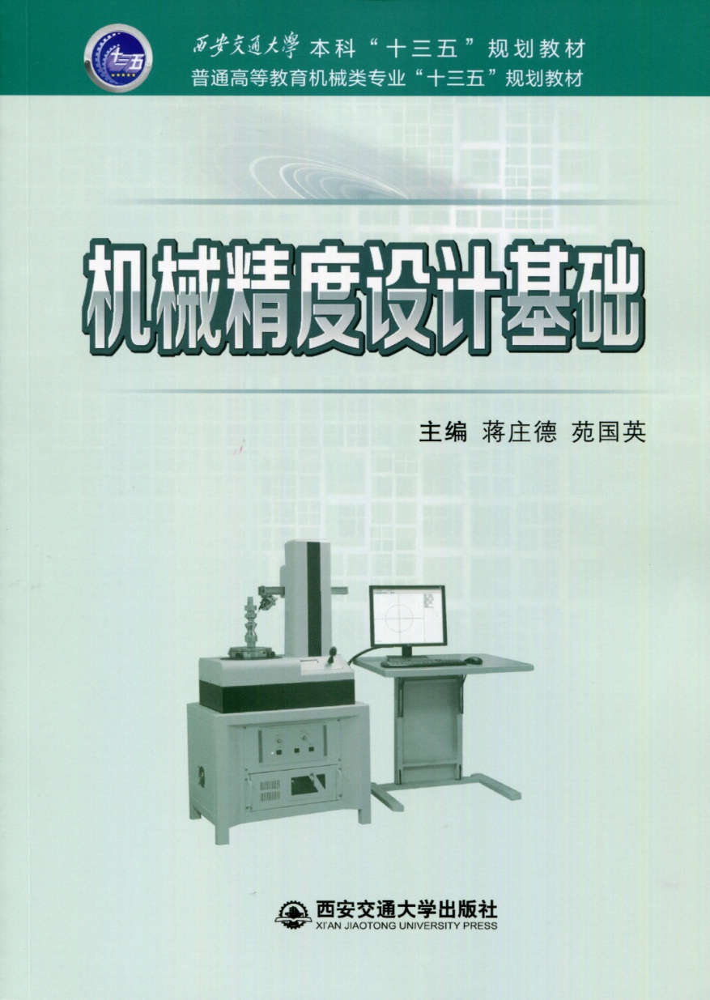 十三五
西安交通大学 本科“十三五”规划教材
普通高等教育机械类专业“十三五”规划教材
机械精度设计基础
主编 蒋庄德 苑国英
西安交通大学出版社
XI'AN JIAOTONG UNIVERSITY PRESS